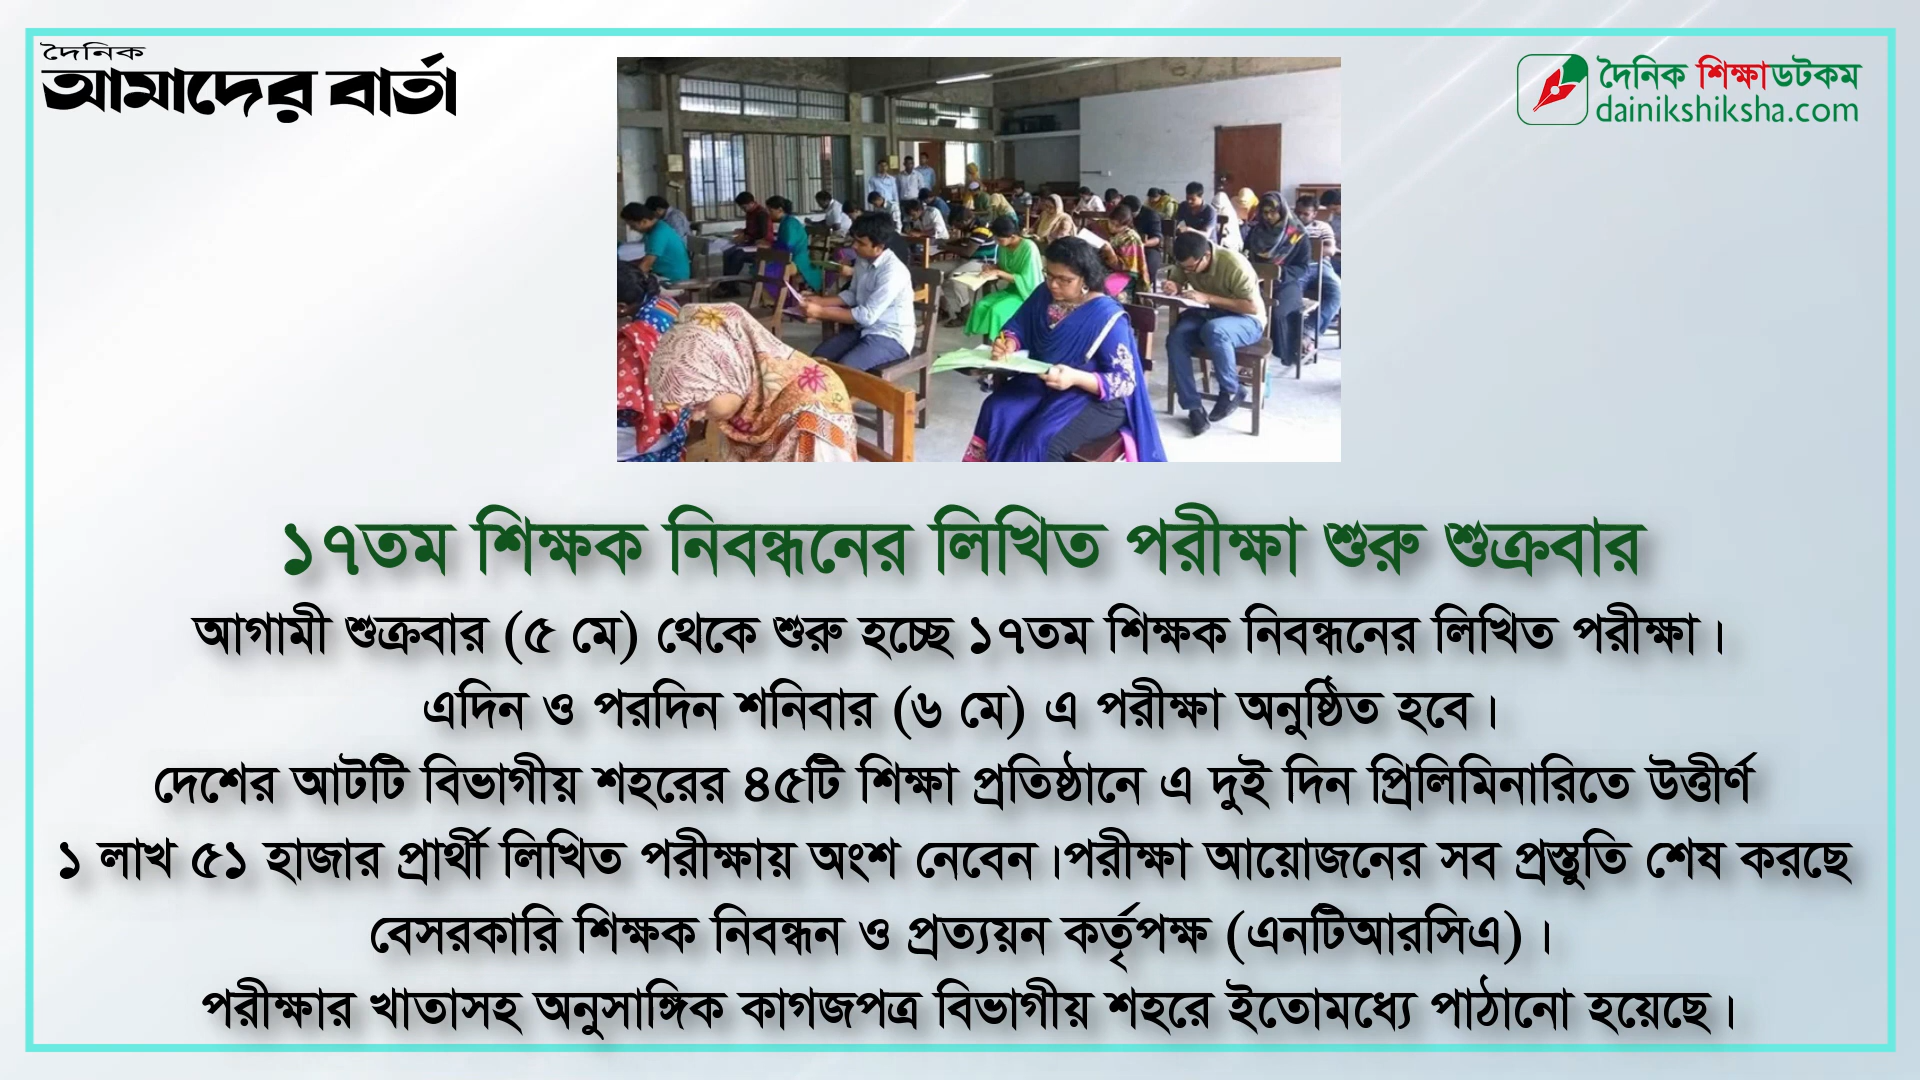 দৈনিক
আমাদের বার্তা
দৈনিক শিক্ষাডটকম
dainikshiksha.com
১৭তম শিক্ষক নিবন্ধনের লিখিত পরীক্ষা শুরু শুক্রবার
আগামী শুক্রবার (৫ মে) থেকে শুরু হচ্ছে ১৭তম শিক্ষক নিবন্ধনের লিখিত পরীক্ষা।
এদিন ও পরদিন শনিবার (৬ মে) এ পরীক্ষা অনুষ্ঠিত হবে।
দেশের আটটি বিভাগীয় শহরের ৪৫টি শিক্ষা প্রতিষ্ঠানে এ দুই দিন প্রিলিমিনারিতে উত্তীর্ণ
১ লাখ ৫১ হাজার প্রার্থী লিখিত পরীক্ষায় অংশ নেবেন।পরীক্ষা আয়োজনের সব প্রস্তুতি শেষ করছে
বেসরকারি শিক্ষক নিবন্ধন ও প্রত্যয়ন কর্তৃপক্ষ (এনটিআরসিএ)।
পরীক্ষার খাতাসহ অনুসাঙ্গিক কাগজপত্র বিভাগীয় শহরে ইতোমধ্যে পাঠানো হয়েছে।